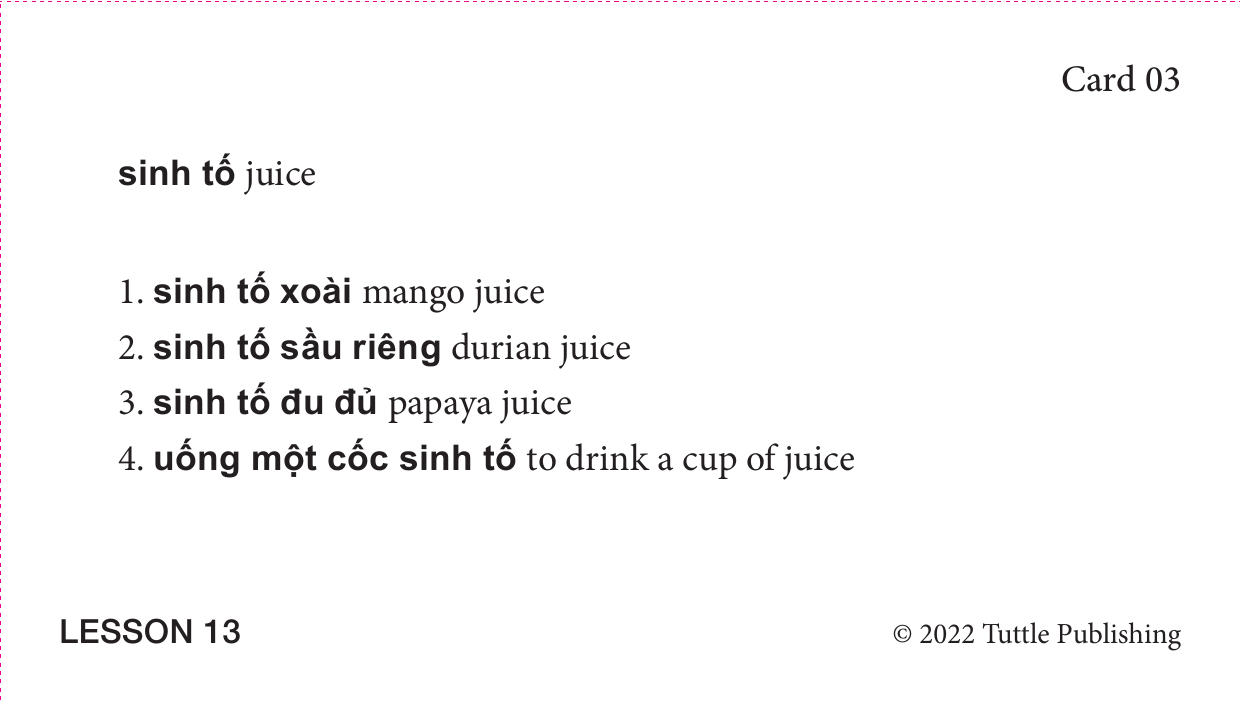 Card 03
sinh tố juice
1. sinh tố xoài mango juice
2. sinh tố sầu riêng durian juice
3. sinh tố đu đủ papaya juice
4. uống một cốc sinh tố to drink a cup of juice
LESSON 13
© 2022 Tuttle Publishing